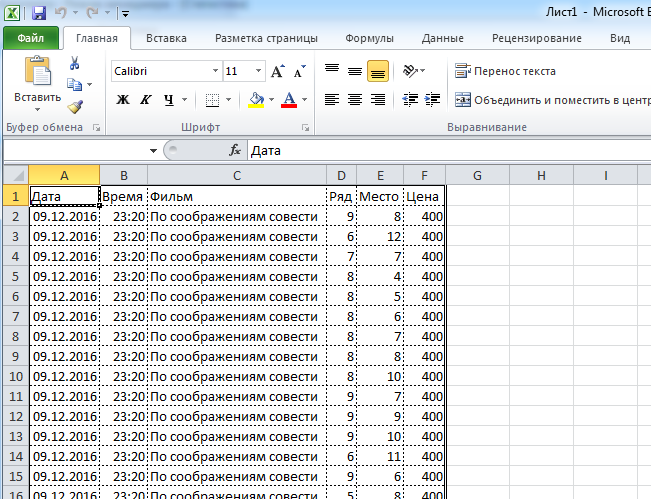 Лист1 - Microsoft E
Файл Главная Вставка Разметка страницы Формулы Данные Рецензирование Вид
Calibri 11 Перенос текста
Вставить Ж К Ч А Объединить и поместить в центр
Буфер обмена Шрифт Выравнивание
fx Дата
A B C D E F G H I
1 Дата Время Фильм Ряд Место Цена
2 09.12.2016 23:20 По соображениям совести 9 8 400
3 09.12.2016 23:20 По соображениям совести 6 12 400
4 09.12.2016 23:20 По соображениям совести 7 7 400
5 09.12.2016 23:20 По соображениям совести 8 4 400
6 09.12.2016 23:20 По соображениям совести 8 5 400
7 09.12.2016 23:20 По соображениям совести 8 6 400
8 09.12.2016 23:20 По соображениям совести 8 7 400
9 09.12.2016 23:20 По соображениям совести 8 8 400
10 09.12.2016 23:20 По соображениям совести 8 10 400
11 09.12.2016 23:20 По соображениям совести 9 7 400
12 09.12.2016 23:20 По соображениям совести 9 9 400
13 09.12.2016 23:20 По соображениям совести 9 10 400
14 09.12.2016 23:20 По соображениям совести 6 11 400
15 09.12.2016 23:20 По соображениям совести 9 6 400
16 09.12.2016 23:20 По соображениям совести 5 8 400